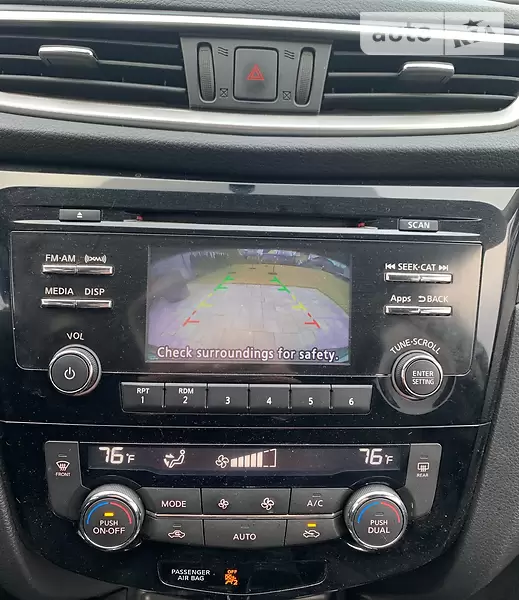 auto RIA
SCAN
FM·AM
SEEK·CAT
MEDIA DISP
Apps BACK
VOL
TUNE·SCROLL
Check surroundings for safety.
ENTER
SETTING
RPT
1
RDM
2
3
4
5
6
76°F
76°F
FRONT
REAR
MODE
A/C
PUSH
ON·OFF
AUTO
PUSH
DUAL
PASSENGER
AIR BAG
OFF
2